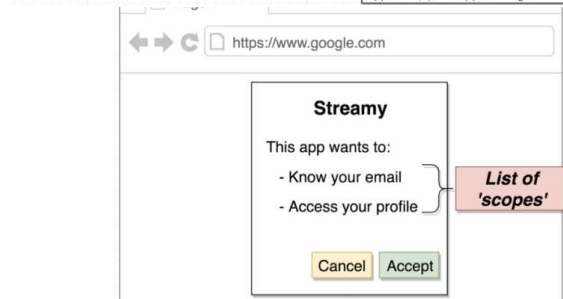 https://www.google.com
Streamy
This app wants to:
- Know your email
- Access your profile
List of
'scopes'
Cancel
Accept